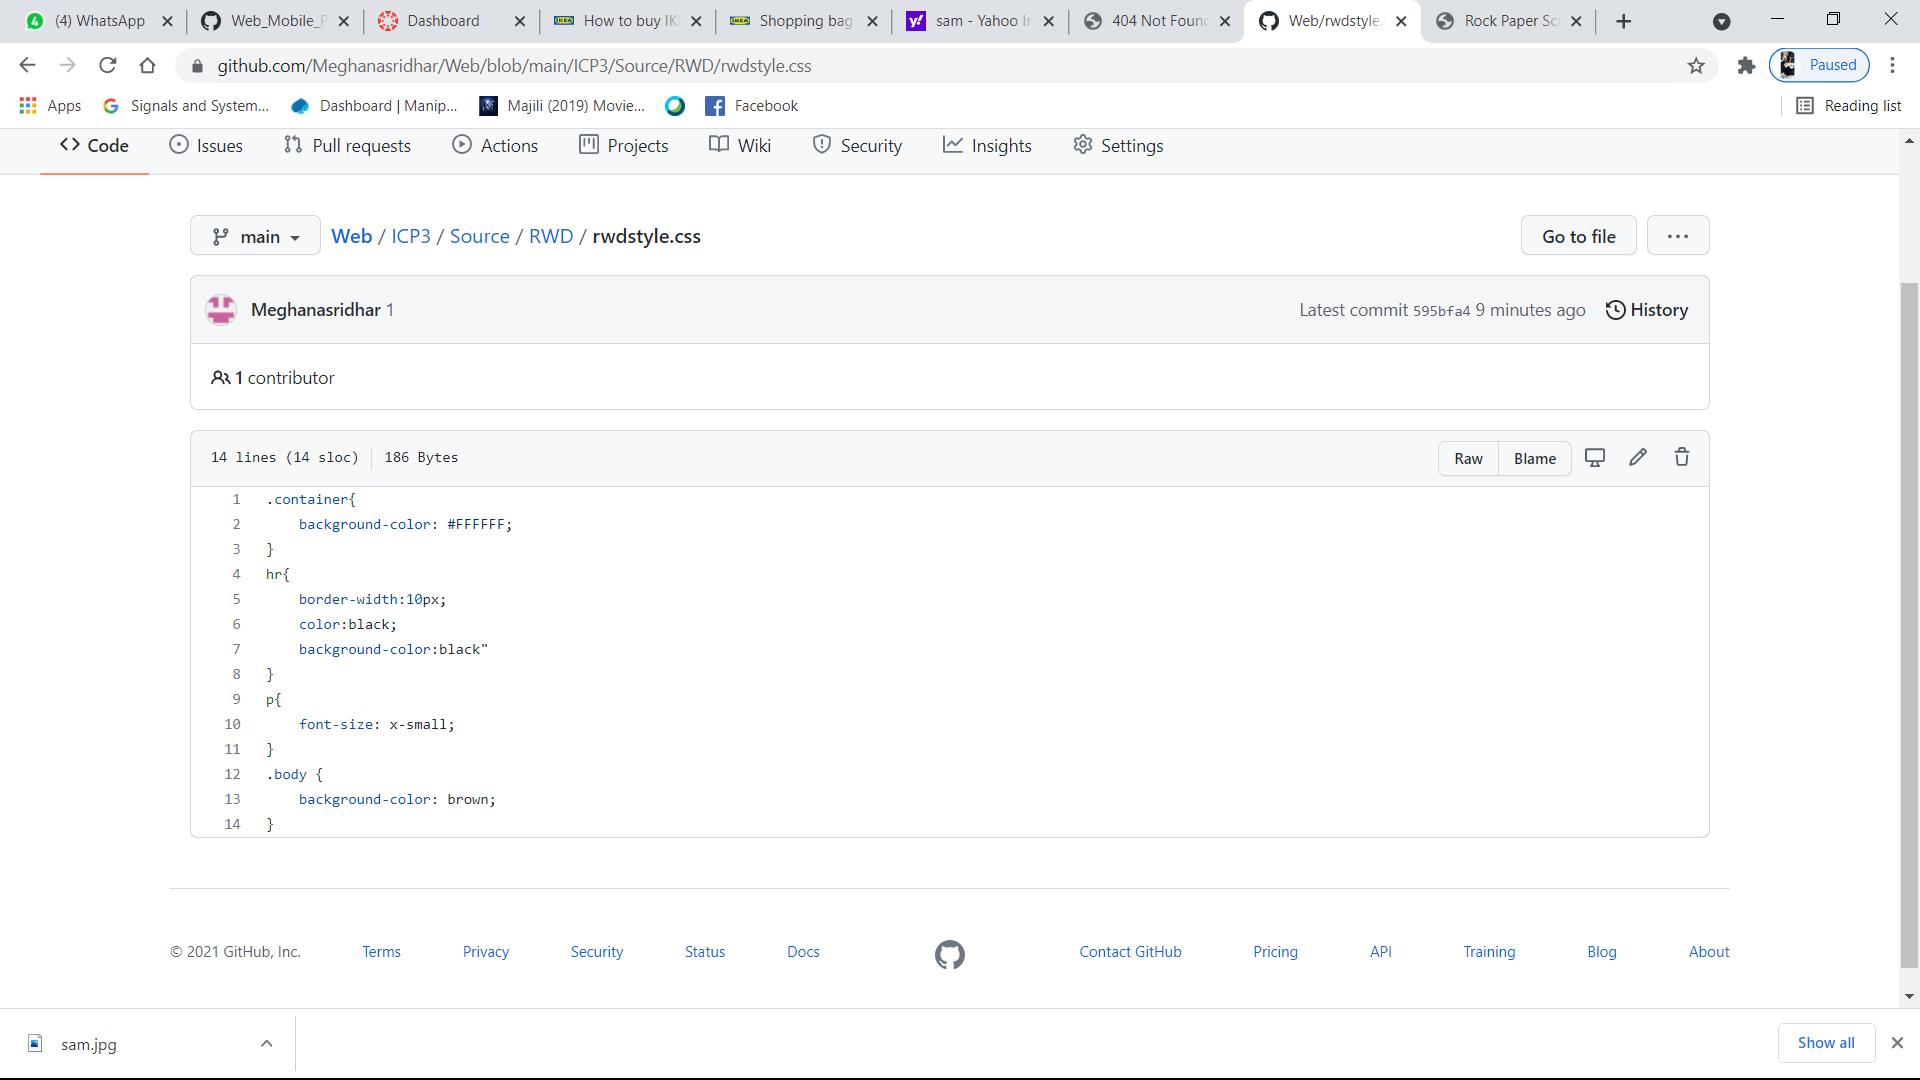 (4) WhatsApp
Web_Mobile_P
Dashboard
How to buy IKE
Shopping bag
sam - Yahoo Im
404 Not Found
Web/rwdstyle.
Rock Paper Sci
github.com/Meghanasridhar/Web/blob/main/ICP3/Source/RWD/rwdstyle.css
Paused
Apps
Signals and System...
Dashboard | Manip...
Majili (2019) Movie...
Facebook
Reading list
Code
Issues
Pull requests
Actions
Projects
Wiki
Security
Insights
Settings
main
Web / ICP3 / Source / RWD / rwdstyle.css
Go to file
Meghanasridhar 1
Latest commit 595bfa4 9 minutes ago
History
1 contributor
14 lines (14 sloc)
186 Bytes
Raw
Blame
1 .container{
2 background-color: #FFFFFF;
3 }
4 hr{
5 border-width:10px;
6 color:black;
7 background-color:black"
8 }
9 p{
10 font-size: x-small;
11 }
12 .body {
13 background-color: brown;
14 }
© 2021 GitHub, Inc.
Terms
Privacy
Security
Status
Docs
Contact GitHub
Pricing
API
Training
Blog
About
sam.jpg
Show all